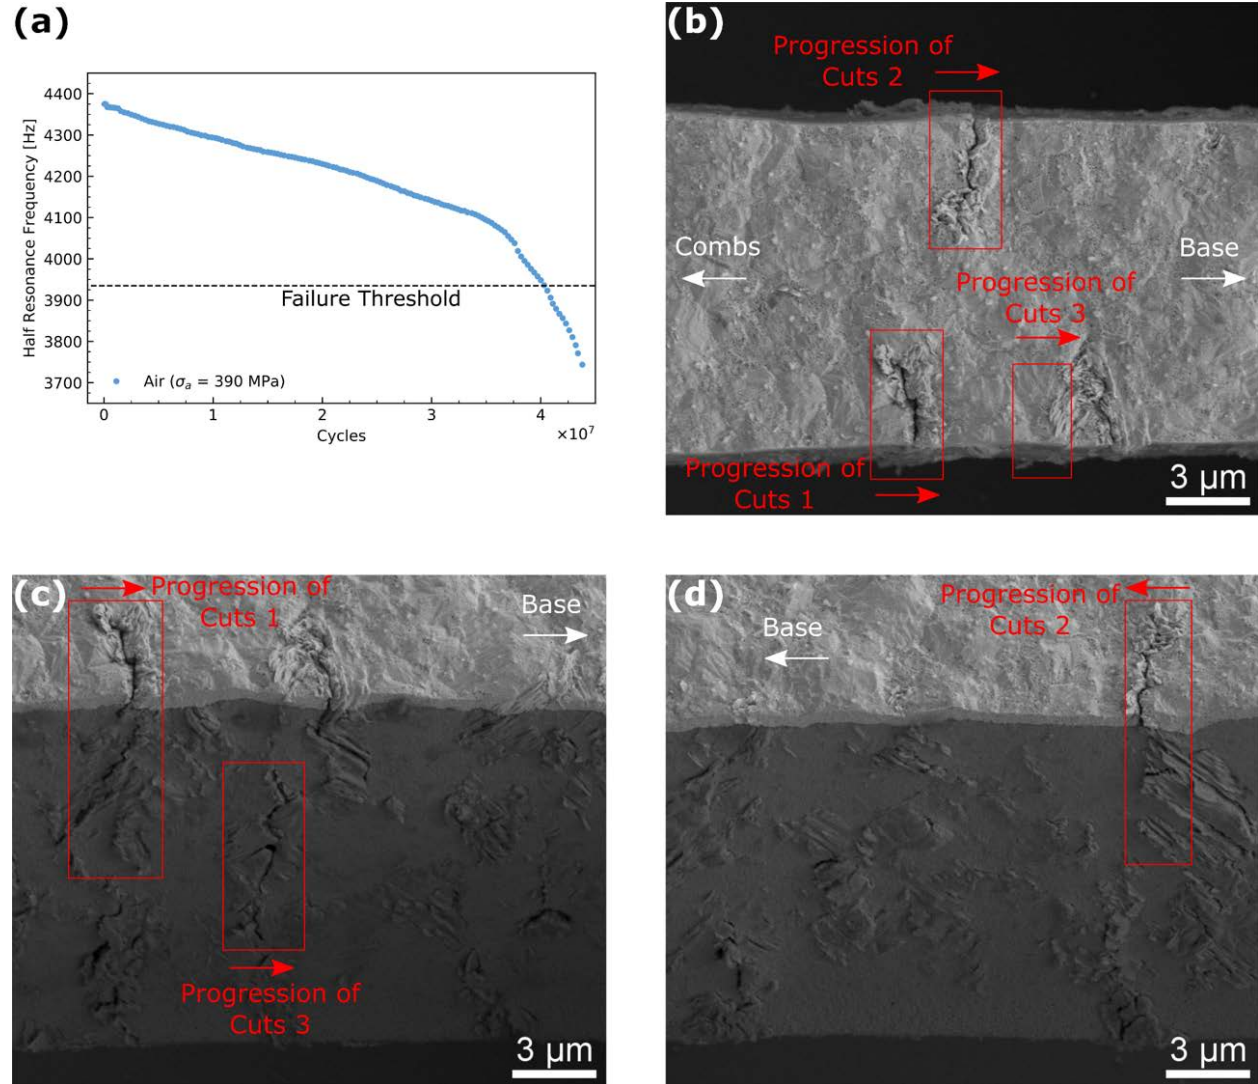 (a)
4400
4300
4200
4100
4000
3900
3800
3700
Half Resonance Frequency [Hz]
Failure Threshold
Air (σa = 390 MPa)
0
1
2
3
4
×10⁷
Cycles
(b)
Progression of
Cuts 2
Combs
Base
Progression of
Cuts 3
Progression of
Cuts 1
3 μm
(c)
Progression of
Cuts 1
Base
Progression of
Cuts 3
3 μm
(d)
Progression of
Cuts 2
Base
3 μm